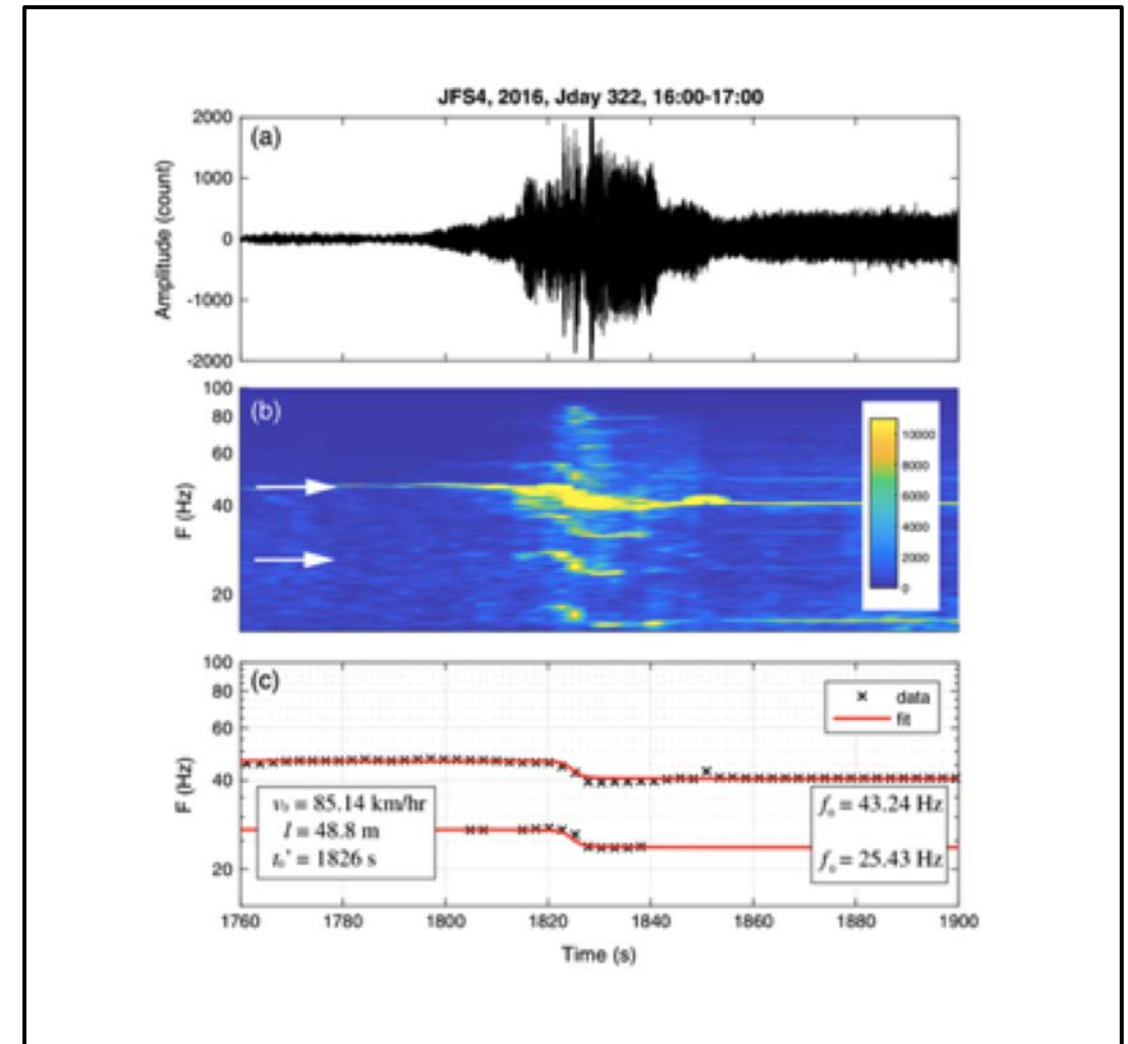 JFS4, 2016, Jday 322, 16:00-17:00
(a)
2000
1000
0
-1000
-2000
Amplitude (count)
(b)
100
80
60
40
20
F (Hz)
10000
8000
6000
4000
2000
0
(c)
100
80
60
40
20
F (Hz)
data
fit
= 85.14 km/hr
l = 48.8 m
t₀' = 1826 s
f₀ = 43.24 Hz
f₀ = 25.43 Hz
1760 1780 1800 1820 1840 1860 1880 1900
Time (s)